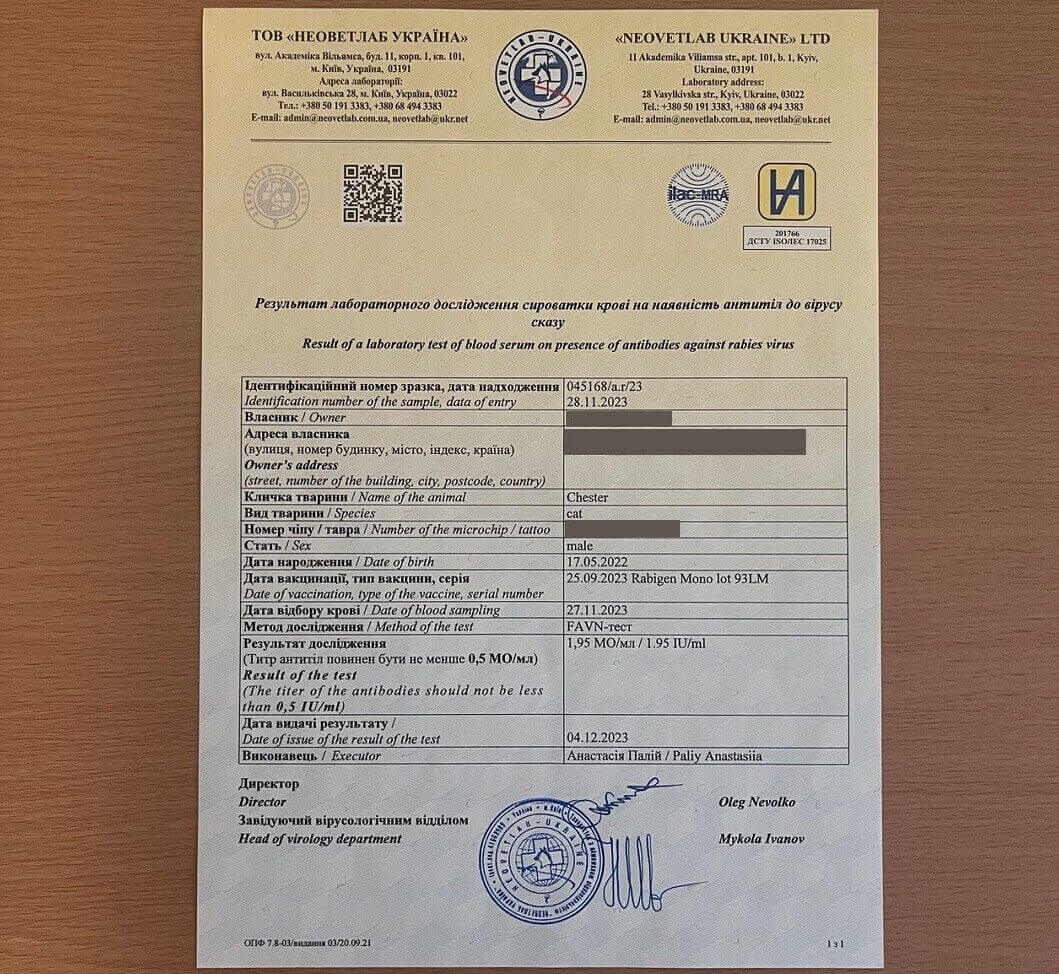 ТОВ «НЕОВЕТЛАБ УКРАЇНА»
вул. Академіка Вільямса, буд. 11, корп. 1, кв. 101,
м. Київ, Україна, 03191
Адреса лабораторії:
вул. Васильківська 28, м. Київ, Україна, 03022
Тел.: +380 50 191 3383, +380 68 494 3383
E-mail: admin@neovetlab.com.ua, neovetlab@ukr.net
NEOVETLAB-UKRAINE
«NEOVETLAB UKRAINE» LTD
11 Akademika Viliamsa str., apt. 101, b. 1, Kyiv,
Ukraine, 03191
Laboratory address:
28 Vasylkivska str., Kyiv, Ukraine, 03022
Tel.: +380 50 191 3383, +380 68 494 3383
E-mail: admin@neovetlab.com.ua, neovetlab@ukr.net
NEOVETLAB-UKRAINE
ilac-MRA
201766
ДСТУ ISO/IEC 17025
Результат лабораторного дослідження сироватки крові на наявність антитіл до вірусу
сказу
Result of a laboratory test of blood serum on presence of antibodies against rabies virus
Ідентифікаційний номер зразка, дата надходження 045168/a.r/23
Identification number of the sample, data of entry 28.11.2023
Власник / Owner
Адреса власника
(вулиця, номер будинку, місто, індекс, країна)
Owner's address
(street, number of the building, city, postcode, country)
Кличка тварини / Name of the animal Chester
Вид тварини / Species cat
Номер чіпу / тавра / Number of the microchip / tattoo
Стать / Sex male
Дата народження / Date of birth 17.05.2022
Дата вакцинації, тип вакцини, серія 25.09.2023 Rabigen Mono lot 93LM
Date of vaccination, type of the vaccine, serial number
Дата відбору крові / Date of blood sampling 27.11.2023
Метод дослідження / Method of the test FAVN-тест
Результат дослідження 1,95 МО/мл / 1.95 IU/ml
(Титр антитіл повинен бути не менше 0,5 МО/мл)
Result of the test
(The titer of the antibodies should not be less
than 0,5 IU/ml)
Дата видачі результату /
Date of issue of the result of the test 04.12.2023
Виконавець / Executor Анастасія Палій / Paliy Anastasiia
Директор
Director Oleg Nevolko
Завідуючий вірусологічним відділом
Head of virology department Mykola Ivanov
NEOVETLAB-UKRAINE
ОПФ 7.8-03/видання 03/20.09.21 1 з 1